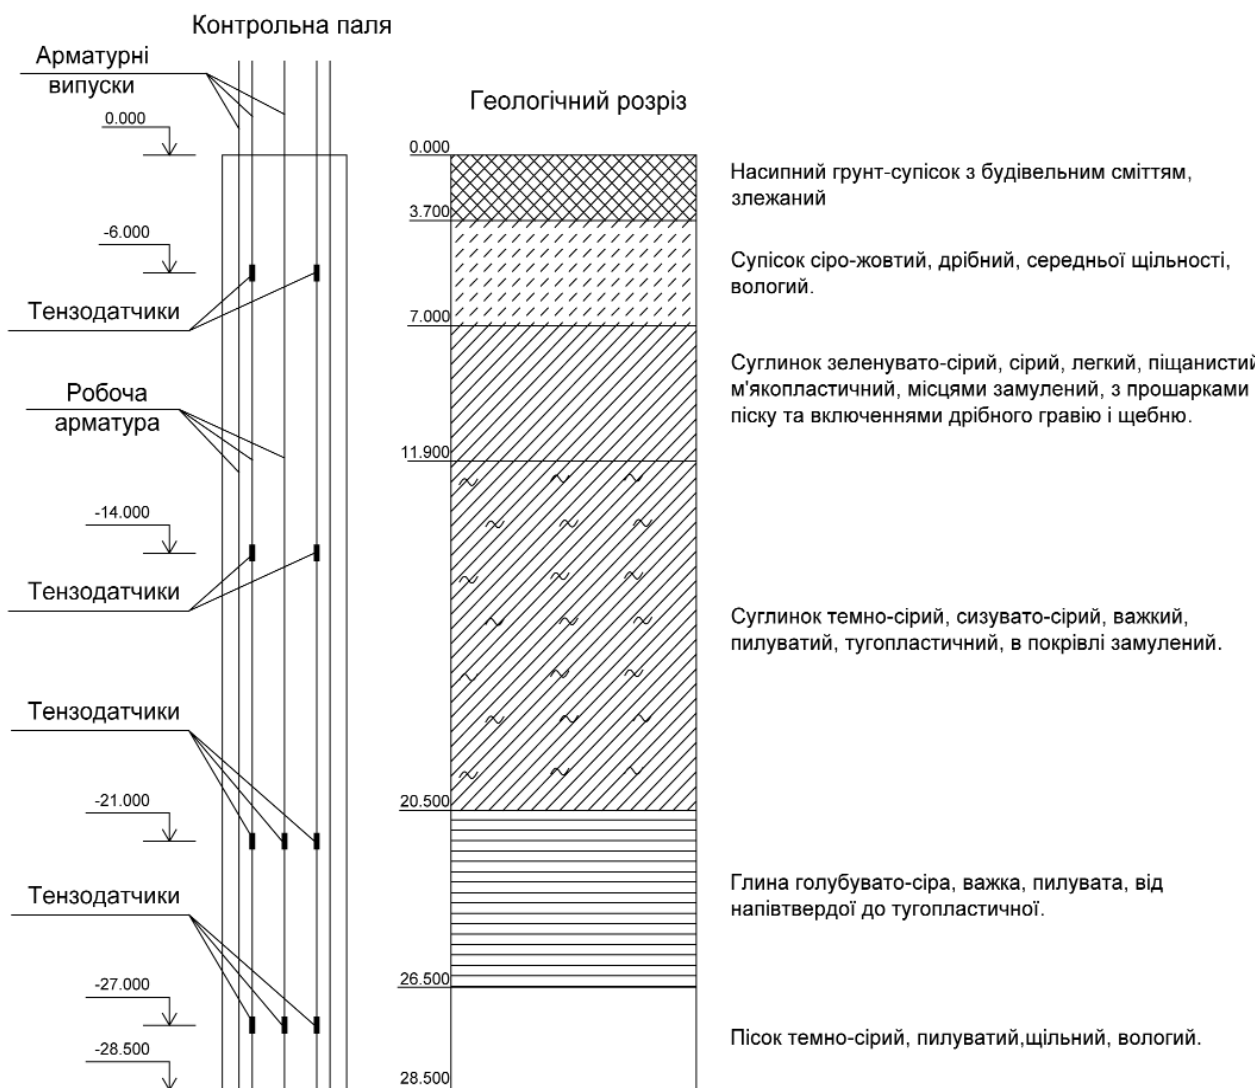 Контрольна паля
Арматурні
випуски
0.000
-6.000
Тензодатчики
Робоча
арматура
-14.000
Тензодатчики
Тензодатчики
-21.000
Тензодатчики
-27.000
-28.500
Геологічний розріз
0.000
3.700
7.000
11.900
20.500
26.500
28.500
Насипний грунт-супісок з будівельним сміттям,
злежаний
Супісок сіро-жовтий, дрібний, середньої щільності,
вологий.
Суглинок зеленувато-сірий, сірий, легкий, піщанистий
м'якопластичний, місцями замулений, з прошарками
піску та включеннями дрібного гравію і щебню.
Суглинок темно-сірий, сизувато-сірий, важкий,
пилуватий, тугопластичний, в покрівлі замулений.
Глина голубувато-сіра, важка, пилувата, від
напівтвердої до тугопластичної.
Пісок темно-сірий, пилуватий,щільний, вологий.